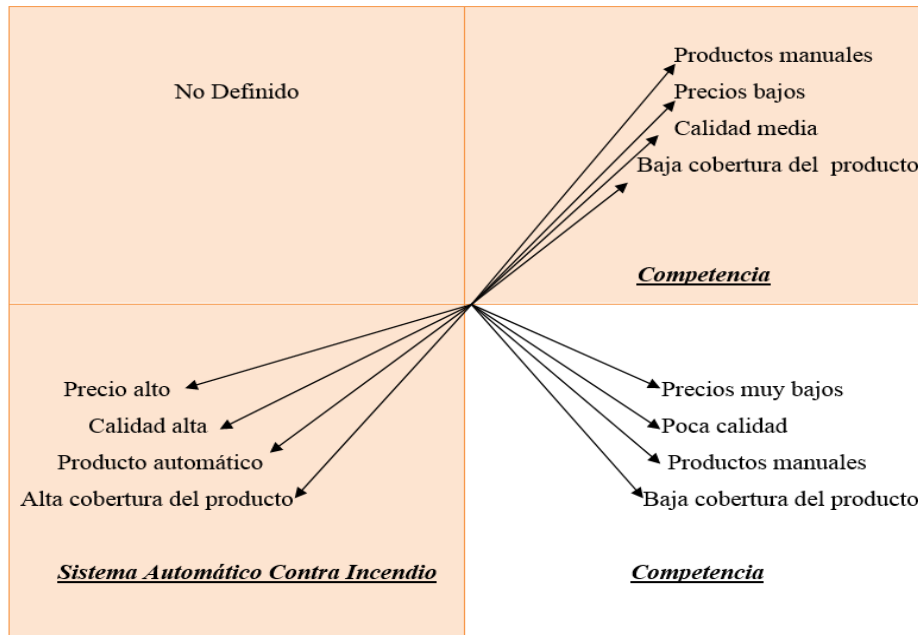 No Definido
Productos manuales
Precios bajos
Calidad media
Baja cobertura del producto
Competencia
Precio alto
Calidad alta
Producto automático
Alta cobertura del producto
Sistema Automático Contra Incendio
Precios muy bajos
Poca calidad
Productos manuales
Baja cobertura del producto
Competencia